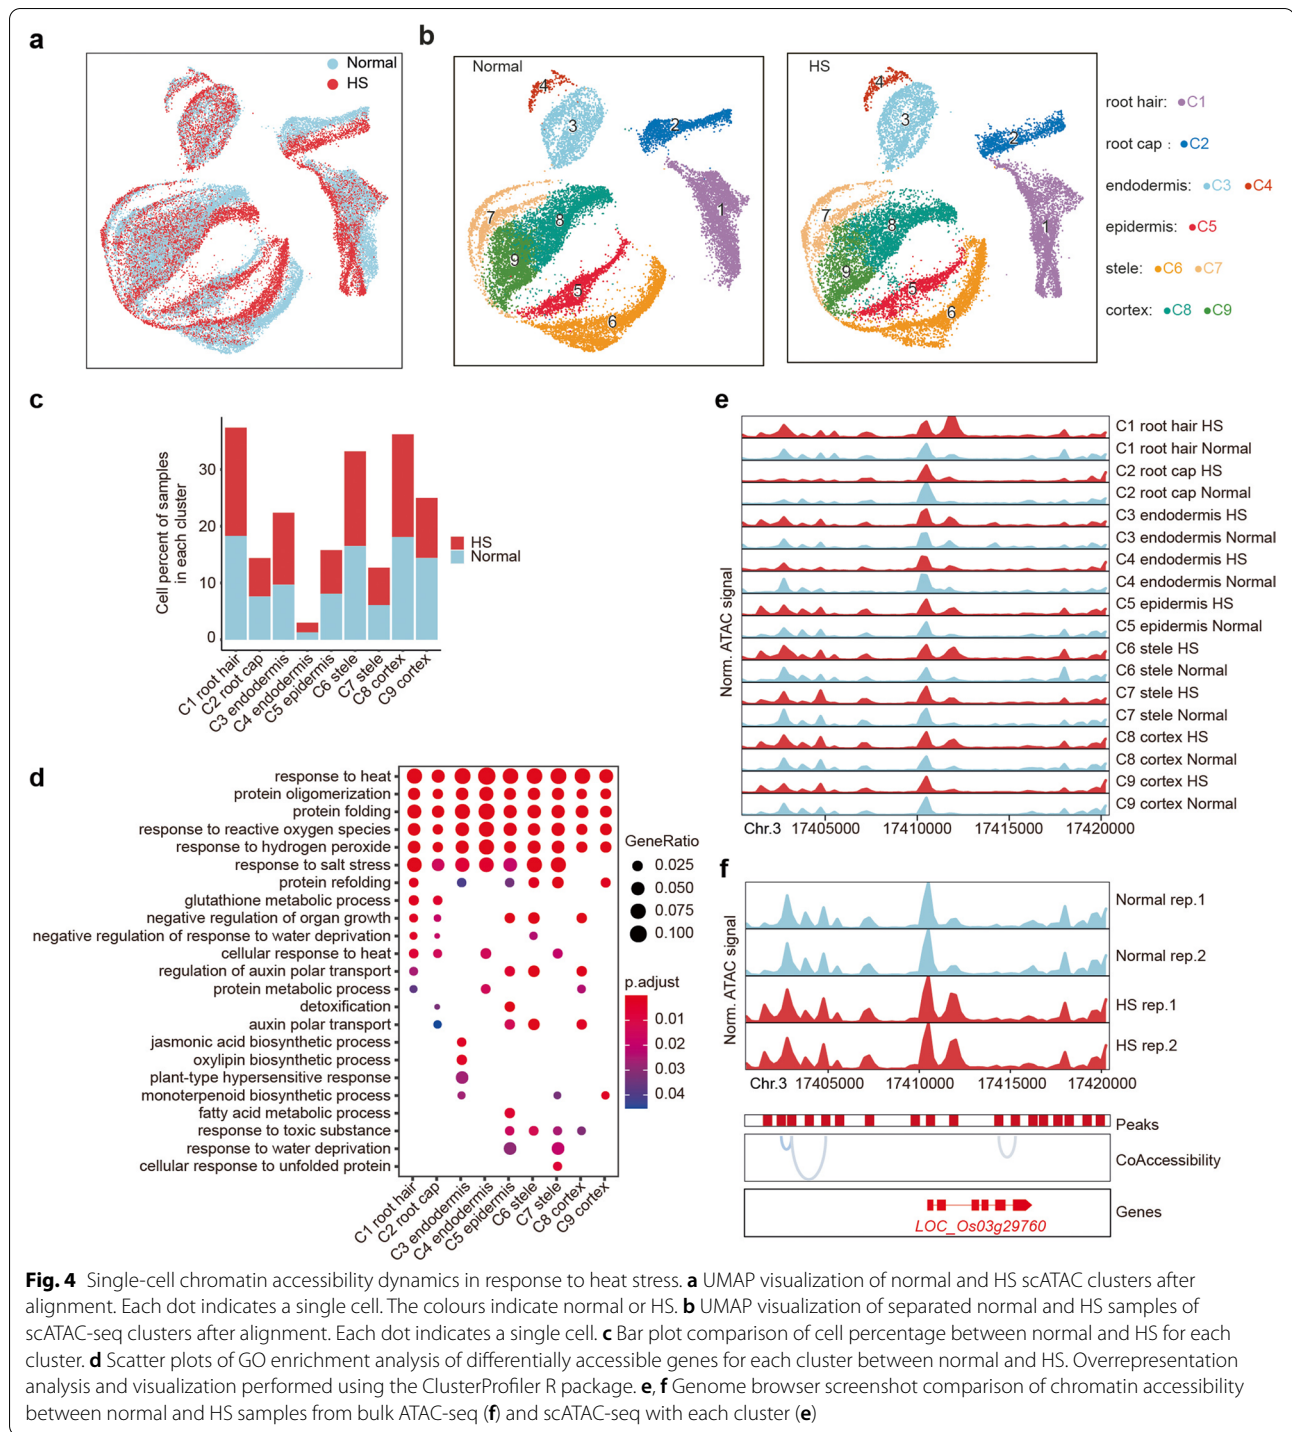 a
Normal
HS
b
Normal
4
3
2
1
7
8
9
5
6
HS
4
3
2
1
7
8
9
5
6
root hair: C1
root cap : C2
endodermis: C3 C4
epidermis: C5
stele: C6 C7
cortex: C8 C9
c
Cell percent of samples
in each cluster
30
20
10
0
HS
Normal
C1 root hair
C2 root cap
C3 endodermis
C4 endodermis
C5 epidermis
C6 stele
C7 stele
C8 cortex
C9 cortex
d
response to heat
protein oligomerization
protein folding
response to reactive oxygen species
response to hydrogen peroxide
response to salt stress
protein refolding
glutathione metabolic process
negative regulation of organ growth
negative regulation of response to water deprivation
cellular response to heat
regulation of auxin polar transport
protein metabolic process
detoxification
auxin polar transport
jasmonic acid biosynthetic process
oxylipin biosynthetic process
plant-type hypersensitive response
monoterpenoid biosynthetic process
fatty acid metabolic process
response to toxic substance
response to water deprivation
cellular response to unfolded protein
C1 root hair
C2 root cap
C3 endodermis
C4 endodermis
C5 epidermis
C6 stele
C7 stele
C8 cortex
C9 cortex
GeneRatio
0.025
0.050
0.075
0.100
p.adjust
0.01
0.02
0.03
0.04
e
Norm. ATAC signal
C1 root hair HS
C1 root hair Normal
C2 root cap HS
C2 root cap Normal
C3 endodermis HS
C3 endodermis Normal
C4 endodermis HS
C4 endodermis Normal
C5 epidermis HS
C5 epidermis Normal
C6 stele HS
C6 stele Normal
C7 stele HS
C7 stele Normal
C8 cortex HS
C8 cortex Normal
C9 cortex HS
C9 cortex Normal
Chr.3 17405000 17410000 17415000 17420000
f
Norm. ATAC signal
Normal rep.1
Normal rep.2
HS rep.1
HS rep.2
Chr.3 17405000 17410000 17415000 17420000
Peaks
CoAccessibility
Genes
LOC_Os03g29760
Fig. 4 Single-cell chromatin accessibility dynamics in response to heat stress. a UMAP visualization of normal and HS scATAC clusters after
alignment. Each dot indicates a single cell. The colours indicate normal or HS. b UMAP visualization of separated normal and HS samples of
scATAC-seq clusters after alignment. Each dot indicates a single cell. c Bar plot comparison of cell percentage between normal and HS for each
cluster. d Scatter plots of GO enrichment analysis of differentially accessible genes for each cluster between normal and HS. Overrepresentation
analysis and visualization performed using the ClusterProfiler R package. e, f Genome browser screenshot comparison of chromatin accessibility
between normal and HS samples from bulk ATAC-seq (f) and scATAC-seq with each cluster (e)